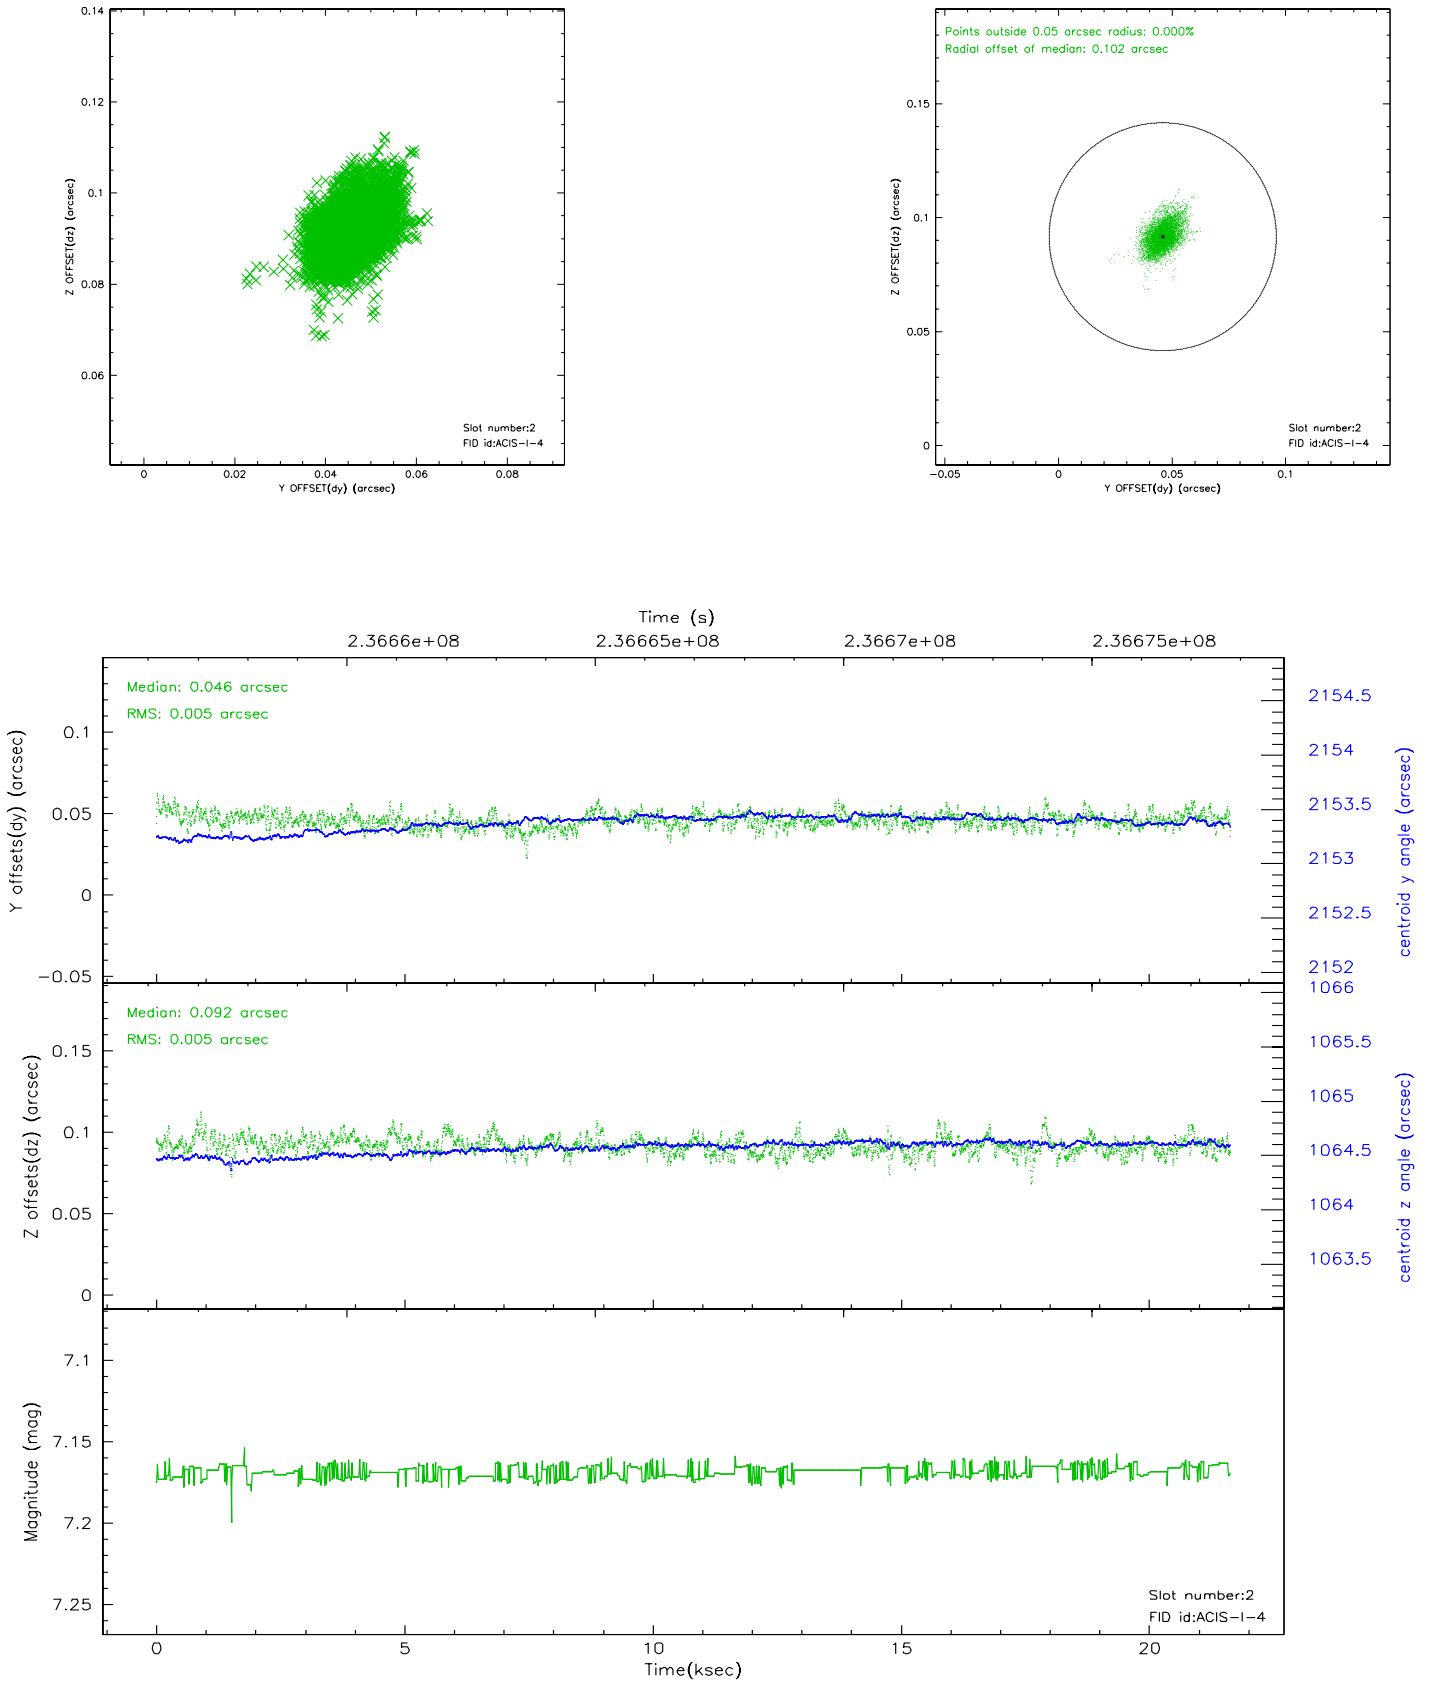 0.14
0.12
0.1
0.08
0.06
Z OFFSET(dz) (arcsec)
Slot number:2
FID id:ACIS-I-4
0 0.02 0.04 0.06 0.08
Y OFFSET(dy) (arcsec)
Points outside 0.05 arcsec radius: 0.000%
Radial offset of median: 0.102 arcsec
0.15
0.1
0.05
0
Z OFFSET(dz) (arcsec)
Slot number:2
FID id:ACIS-I-4
-0.05 0 0.05 0.1
Y OFFSET(dy) (arcsec)
Time (s)
2.3666e+08 2.36665e+08 2.3667e+08 2.36675e+08
Median: 0.046 arcsec
RMS: 0.005 arcsec
0.1
0.05
0
-0.05
Y offsets(dy) (arcsec)
2154.5
2154
2153.5
2153
2152.5
2152
centroid y angle (arcsec)
Median: 0.092 arcsec
RMS: 0.005 arcsec
0.15
0.1
0.05
0
Z offsets(dz) (arcsec)
1066
1065.5
1065
1064.5
1064
1063.5
centroid z angle (arcsec)
7.1
7.15
7.2
7.25
Magnitude (mag)
Slot number:2
FID id:ACIS-I-4
0 5 10 15 20
Time(ksec)